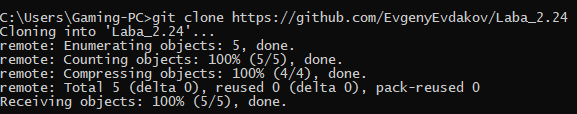 C:\Users\Gaming-PC>git clone https://github.com/EvgenyEvdakov/Laba_2.24
Cloning into 'Laba_2.24'...
remote: Enumerating objects: 5, done.
remote: Counting objects: 100% (5/5), done.
remote: Compressing objects: 100% (4/4), done.
remote: Total 5 (delta 0), reused 0 (delta 0), pack-reused 0
Receiving objects: 100% (5/5), done.